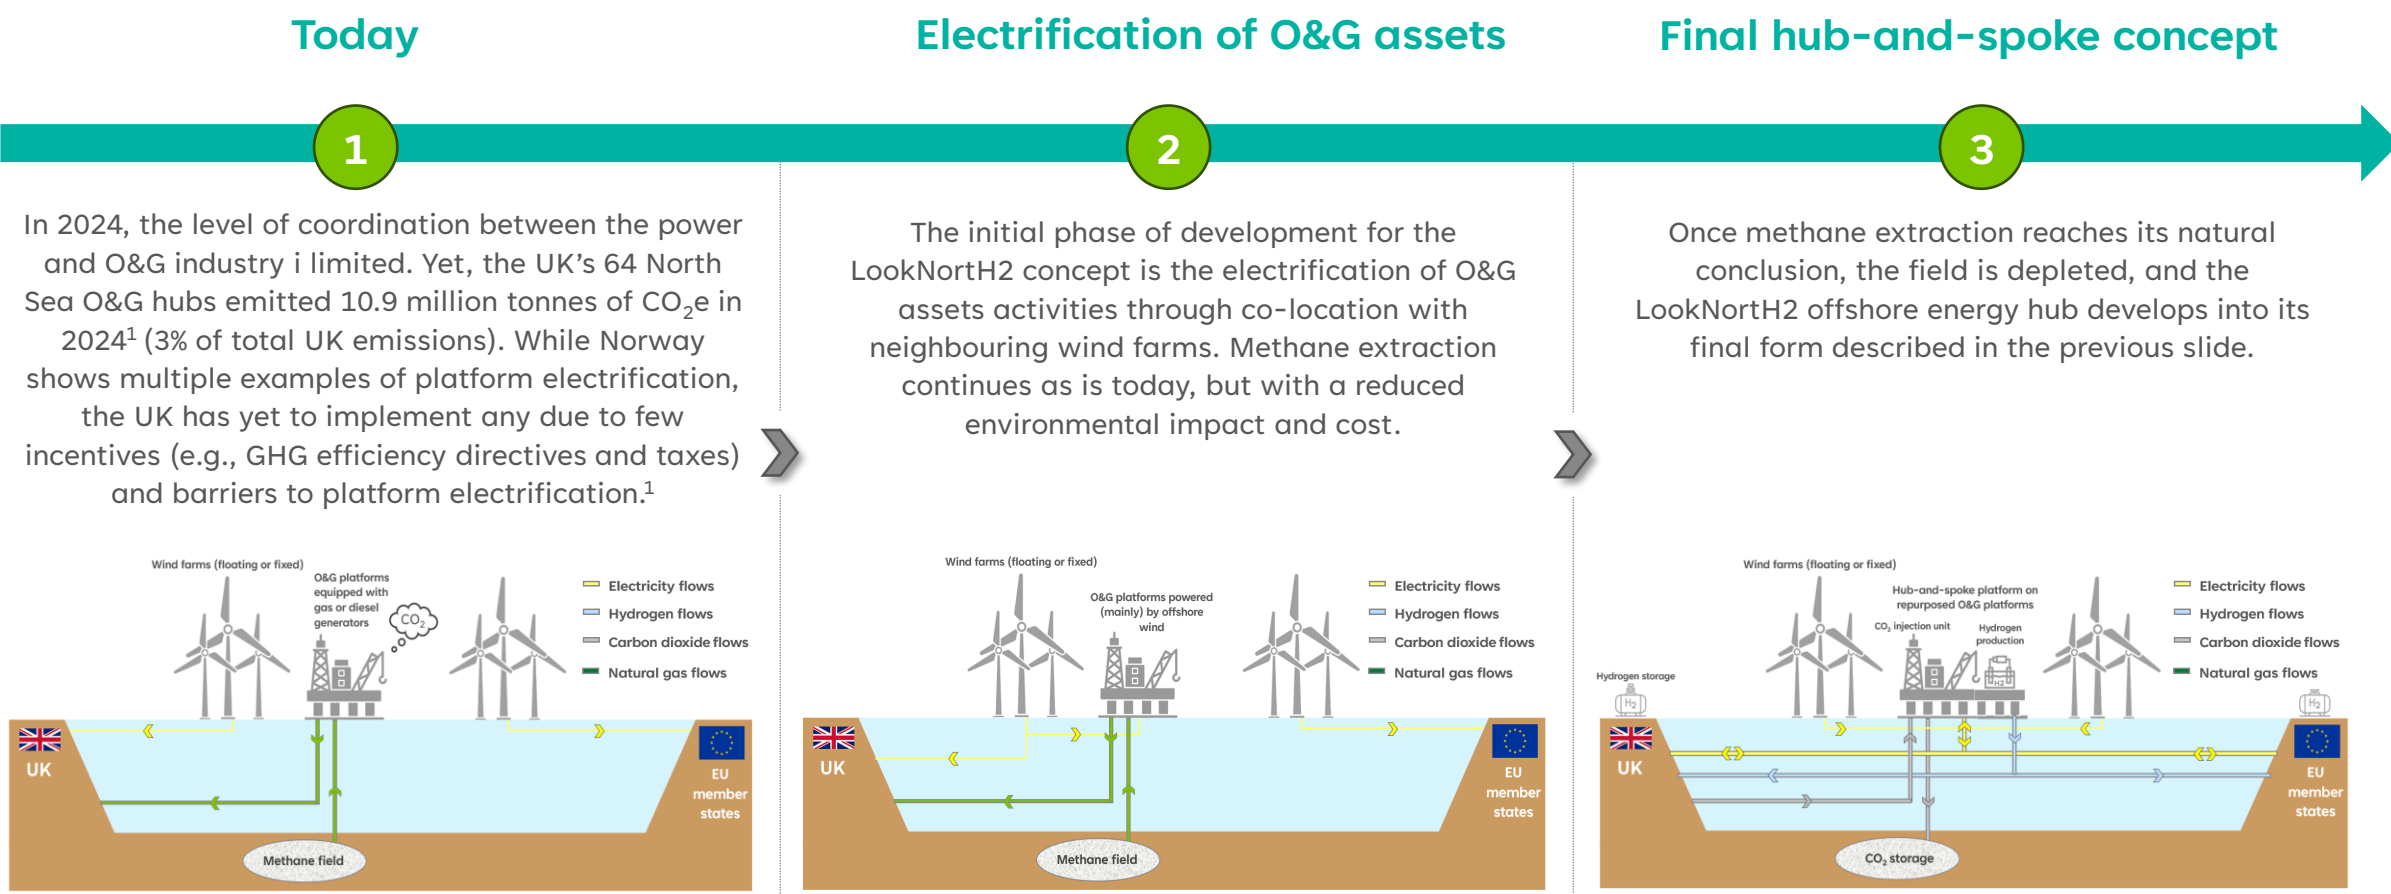 Today
Electrification of O&G assets
Final hub-and-spoke concept
1
2
3
In 2024, the level of coordination between the power
and O&G industry i limited. Yet, the UK's 64 North
Sea O&G hubs emitted 10.9 million tonnes of CO₂e in
2024¹ (3% of total UK emissions). While Norway
shows multiple examples of platform electrification,
the UK has yet to implement any due to few
incentives (e.g., GHG efficiency directives and taxes)
and barriers to platform electrification.¹
The initial phase of development for the
LookNortH2 concept is the electrification of O&G
assets activities through co-location with
neighbouring wind farms. Methane extraction
continues as is today, but with a reduced
environmental impact and cost.
Once methane extraction reaches its natural
conclusion, the field is depleted, and the
LookNortH2 offshore energy hub develops into its
final form described in the previous slide.
Wind farms (floating or fixed)
O&G platforms
equipped with
gas or diesel
generators
CO₂
Electricity flows
Hydrogen flows
Carbon dioxide flows
Natural gas flows
UK
EU
member
states
Methane field
Wind farms (floating or fixed)
O&G platforms powered
(mainly) by offshore
wind
Electricity flows
Hydrogen flows
Carbon dioxide flows
Natural gas flows
UK
EU
member
states
Methane field
Wind farms (floating or fixed)
Hub-and-spoke platform on
repurposed O&G platforms
CO₂ injection unit
Hydrogen
production
H2
Electricity flows
Hydrogen flows
Carbon dioxide flows
Natural gas flows
Hydrogen storage
H₂
H₂
UK
EU
member
states
CO₂ storage